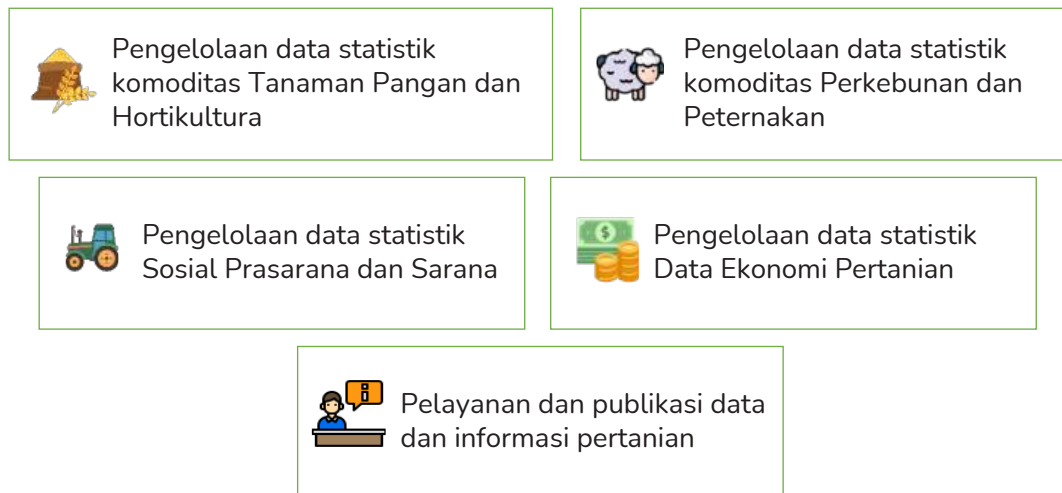 Pengelolaan data statistik
komoditas Tanaman Pangan dan
Hortikultura
Pengelolaan data statistik
komoditas Perkebunan dan
Peternakan
Pengelolaan data statistik
Sosial Prasarana dan Sarana
Pengelolaan data statistik
Data Ekonomi Pertanian
Pelayanan dan publikasi data
dan informasi pertanian